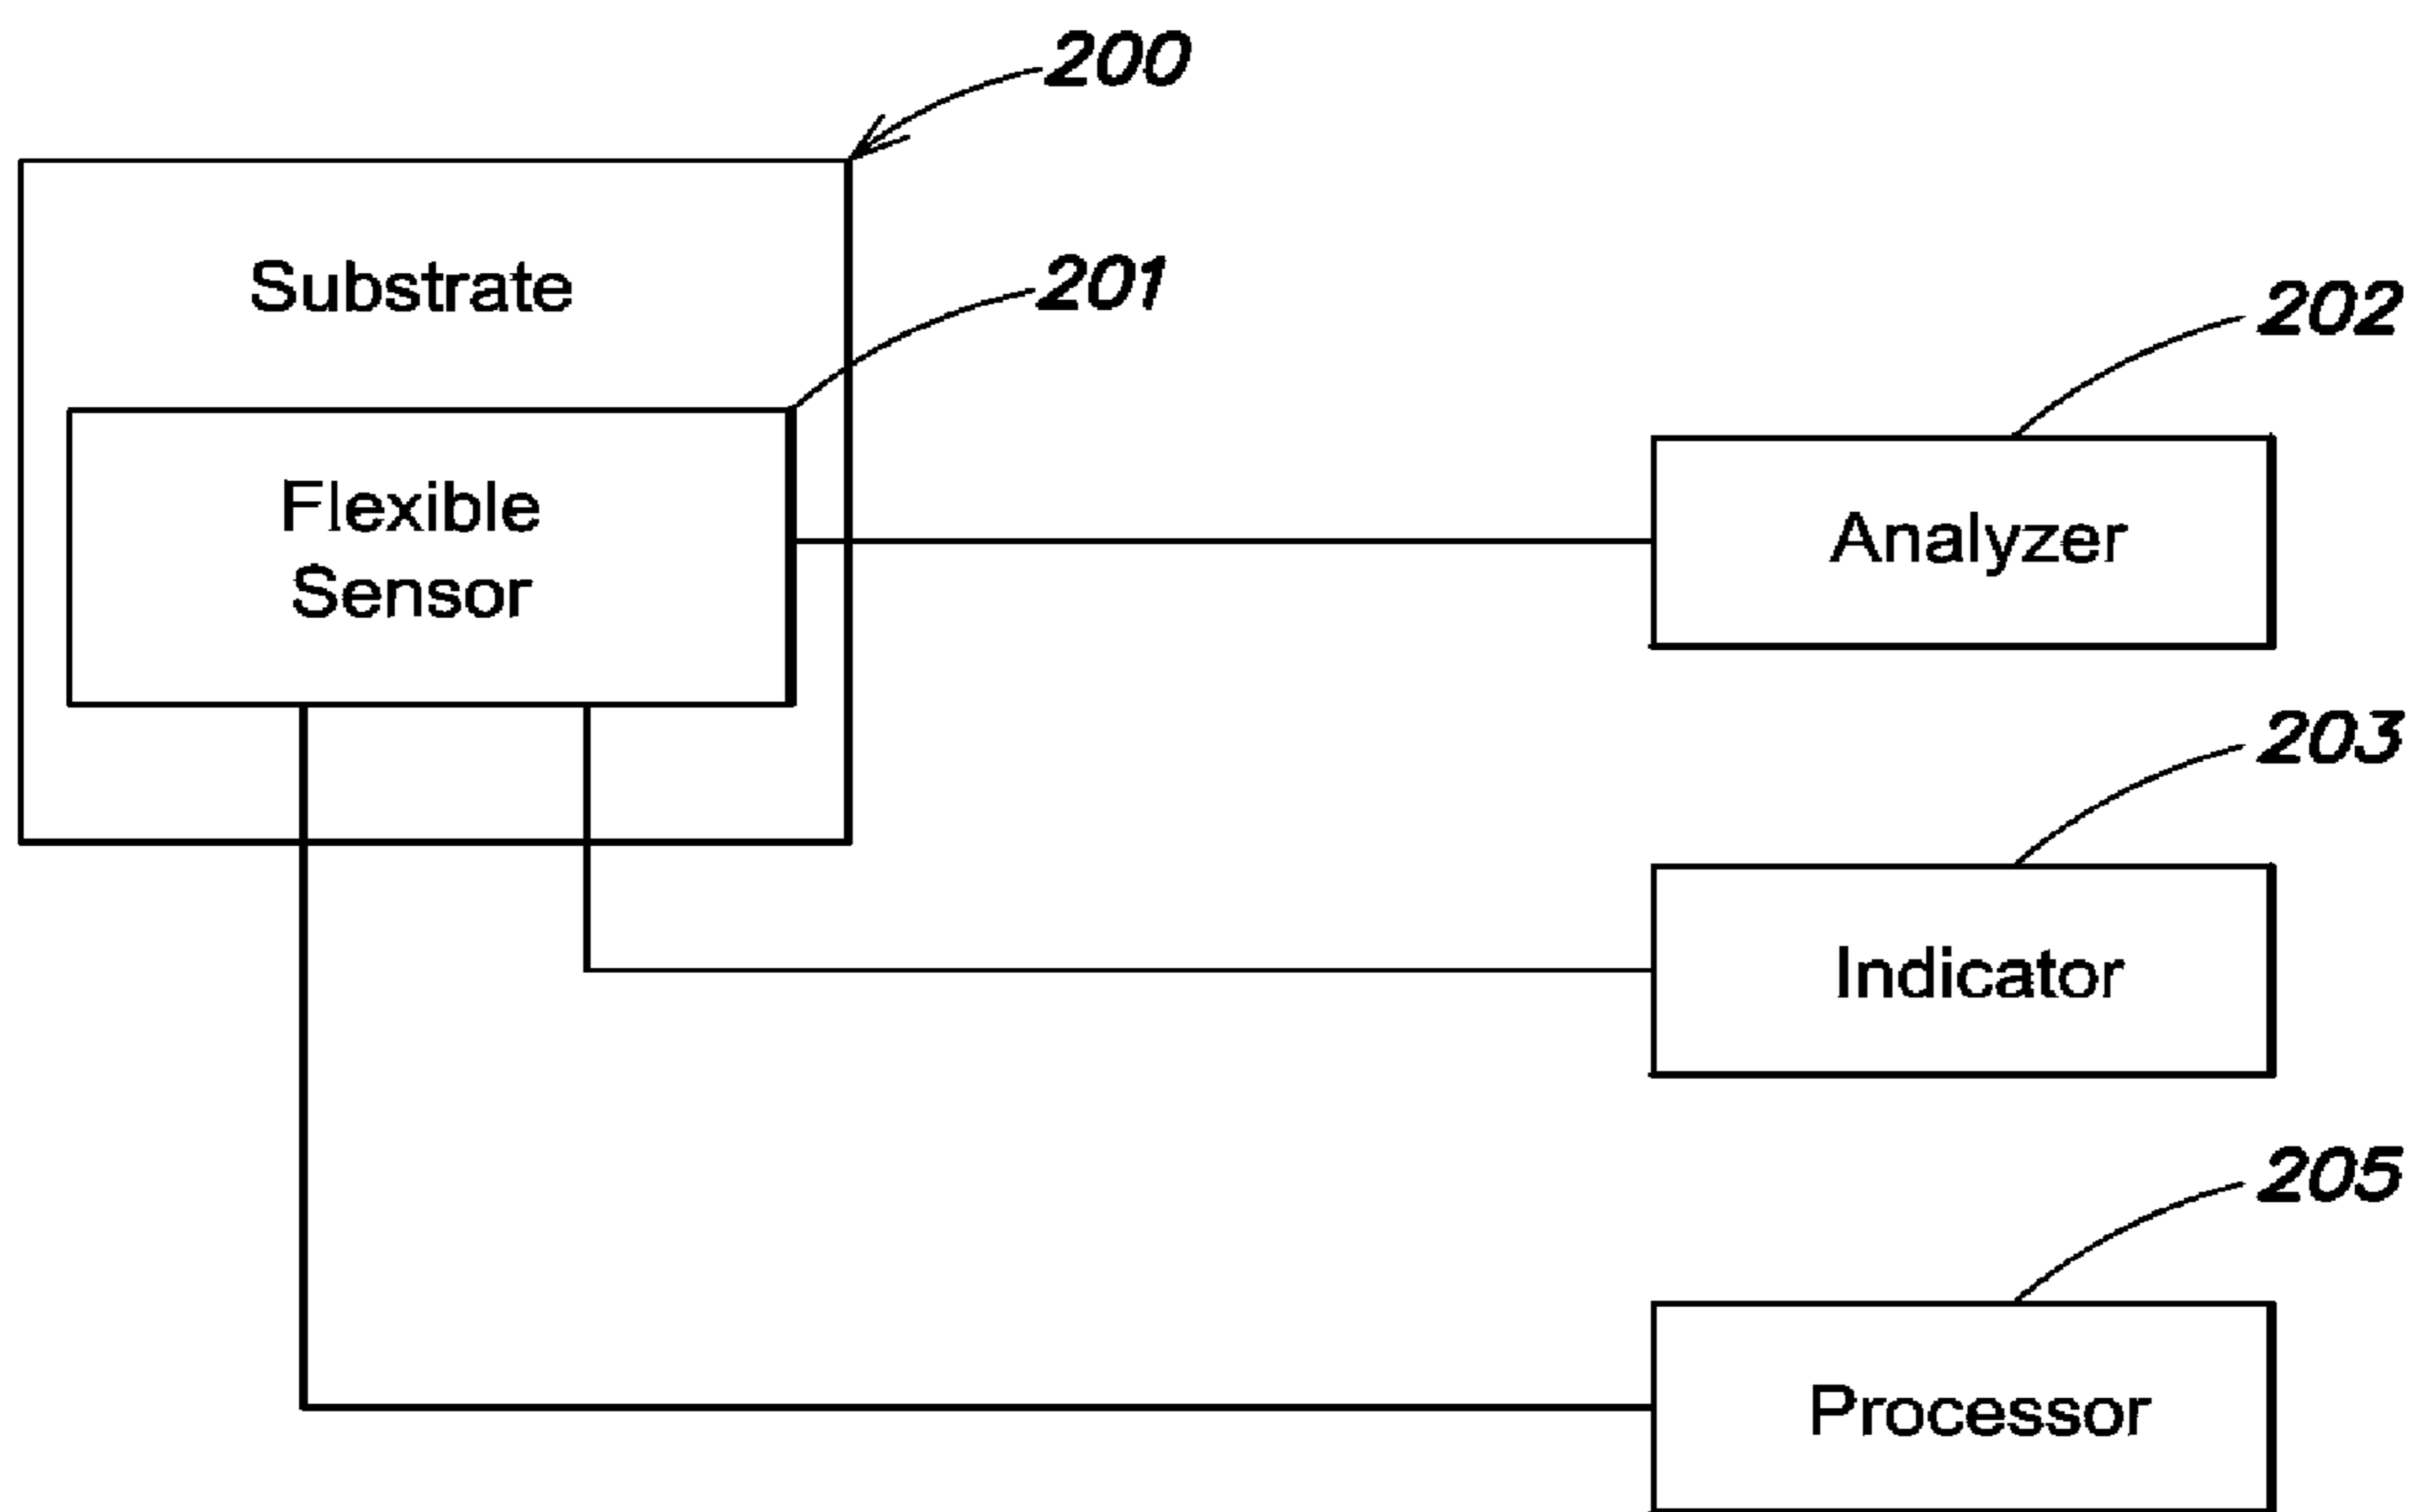 200
Substrate
201
202
Flexible
Sensor
Analyzer
203
Indicator
205
Processor